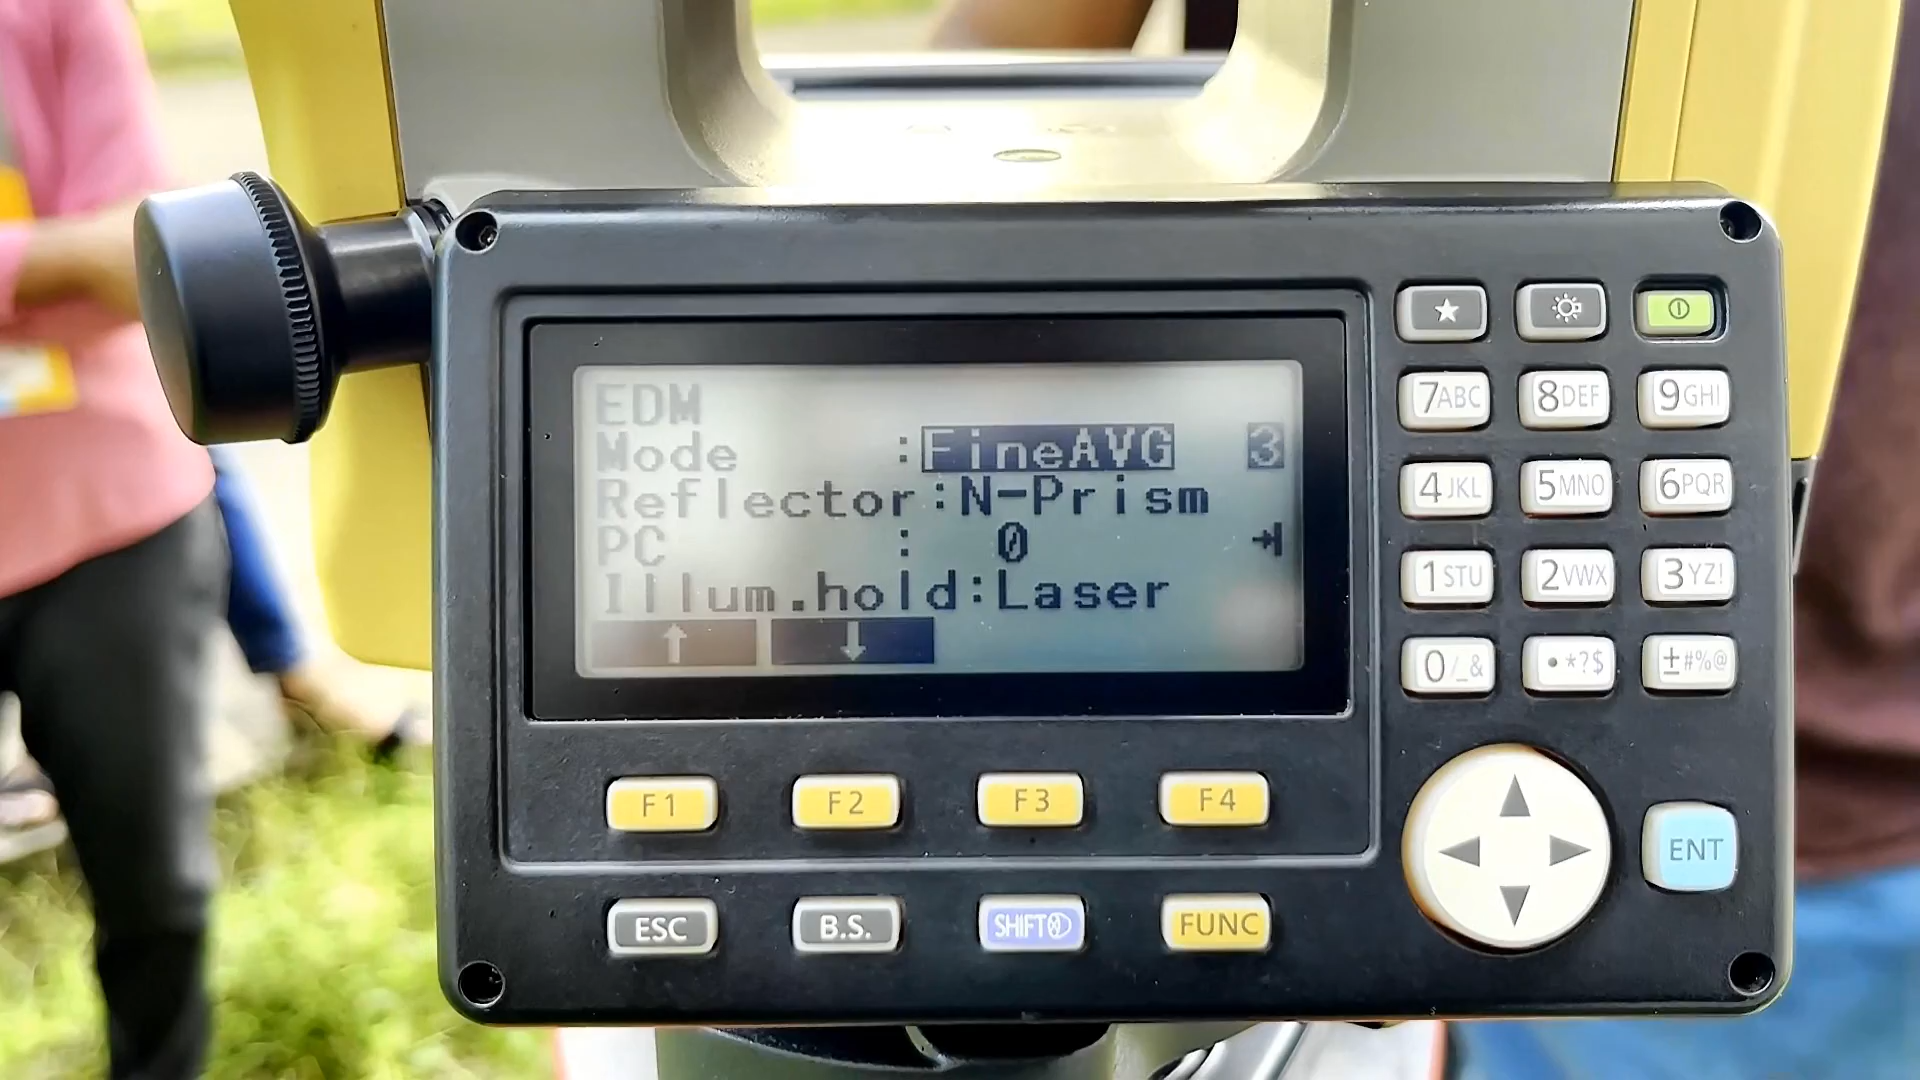 EDM
Mode :FineAVG 3
Reflector:N-Prism
PC : 0
Illum.hold:Laser
↑ ↓
★
7ABC 8DEF 9GHI
4JKL 5MNO 6PQR
1STU 2VWX 3YZ!
0/_& •*?$ ±#%@
F1 F2 F3 F4
ENT
ESC B.S. SHIFT FUNC